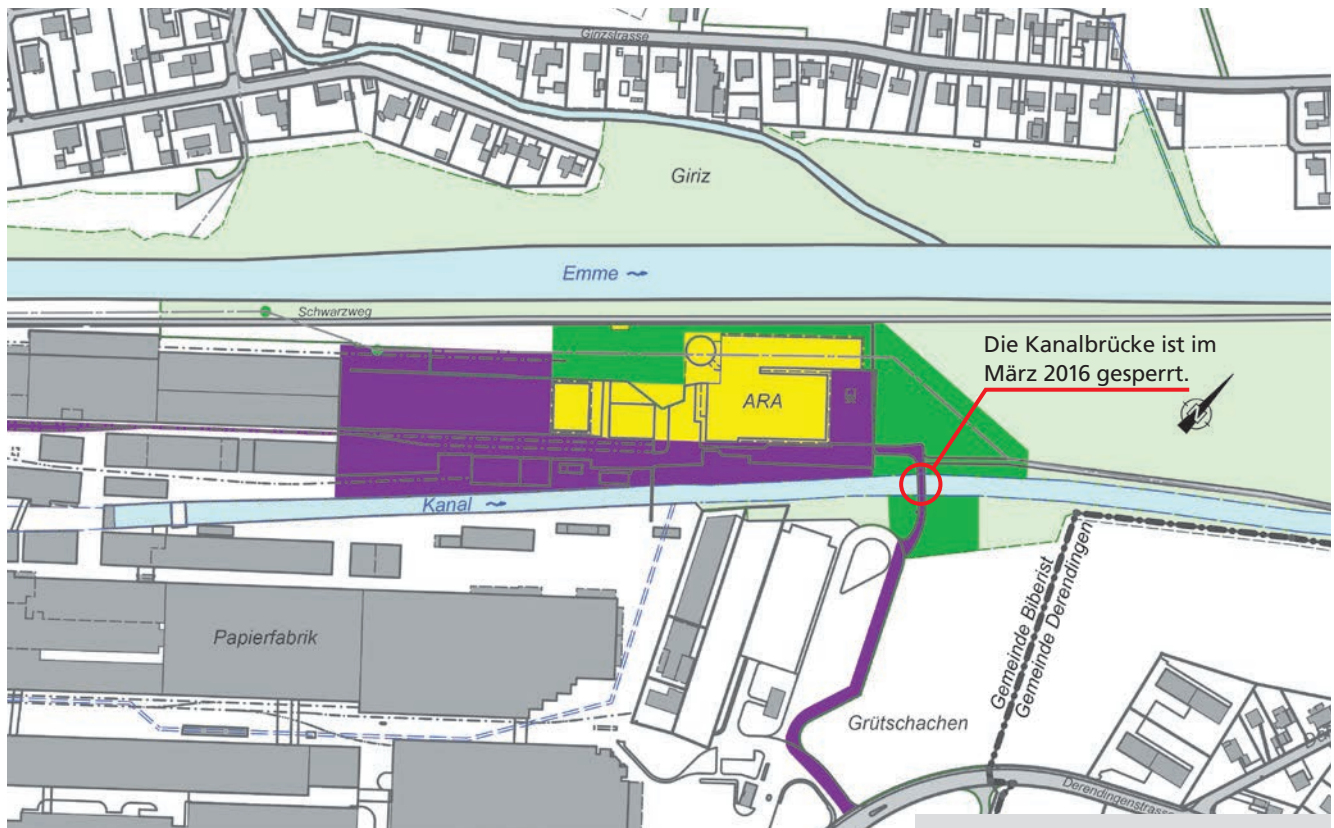 Girizstrasse
Giriz
Emme
Schwarzweg
Die Kanalbrücke ist im
März 2016 gesperrt.
ARA
N
Kanal
Gemeinde Biberist
Gemeinde Derendingen
Papierfabrik
Grütschachen
Derendingenstrasse